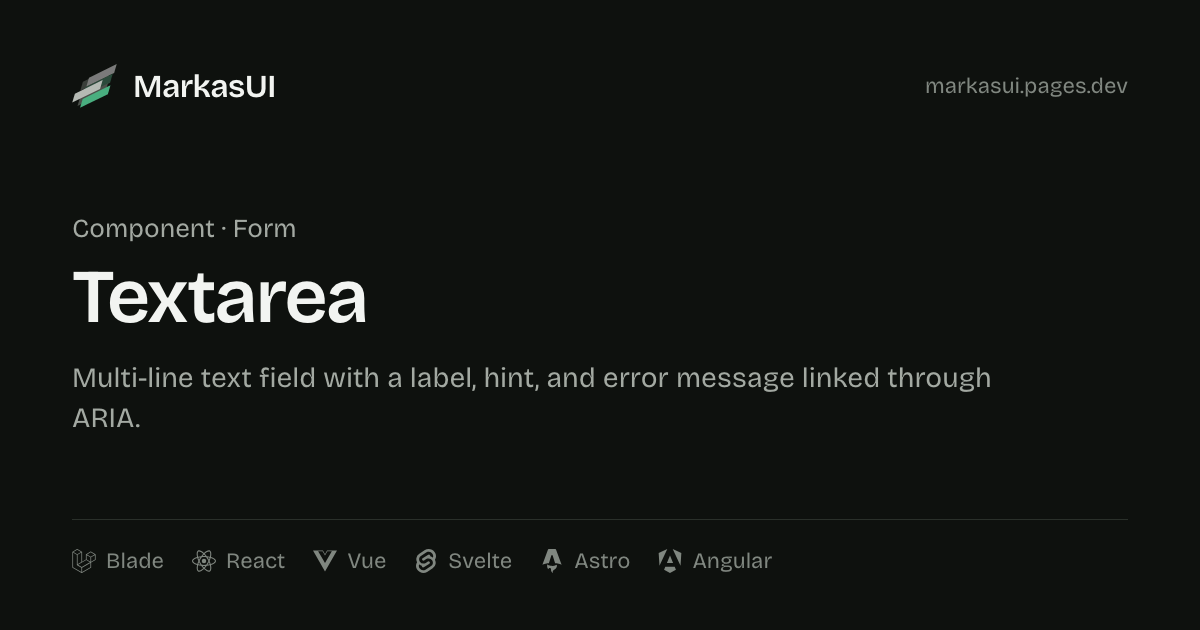 MarkasUI
markasui.pages.dev
Component · Form
Textarea
Multi-line text field with a label, hint, and error message linked through
ARIA.
Blade React Vue Svelte Astro Angular